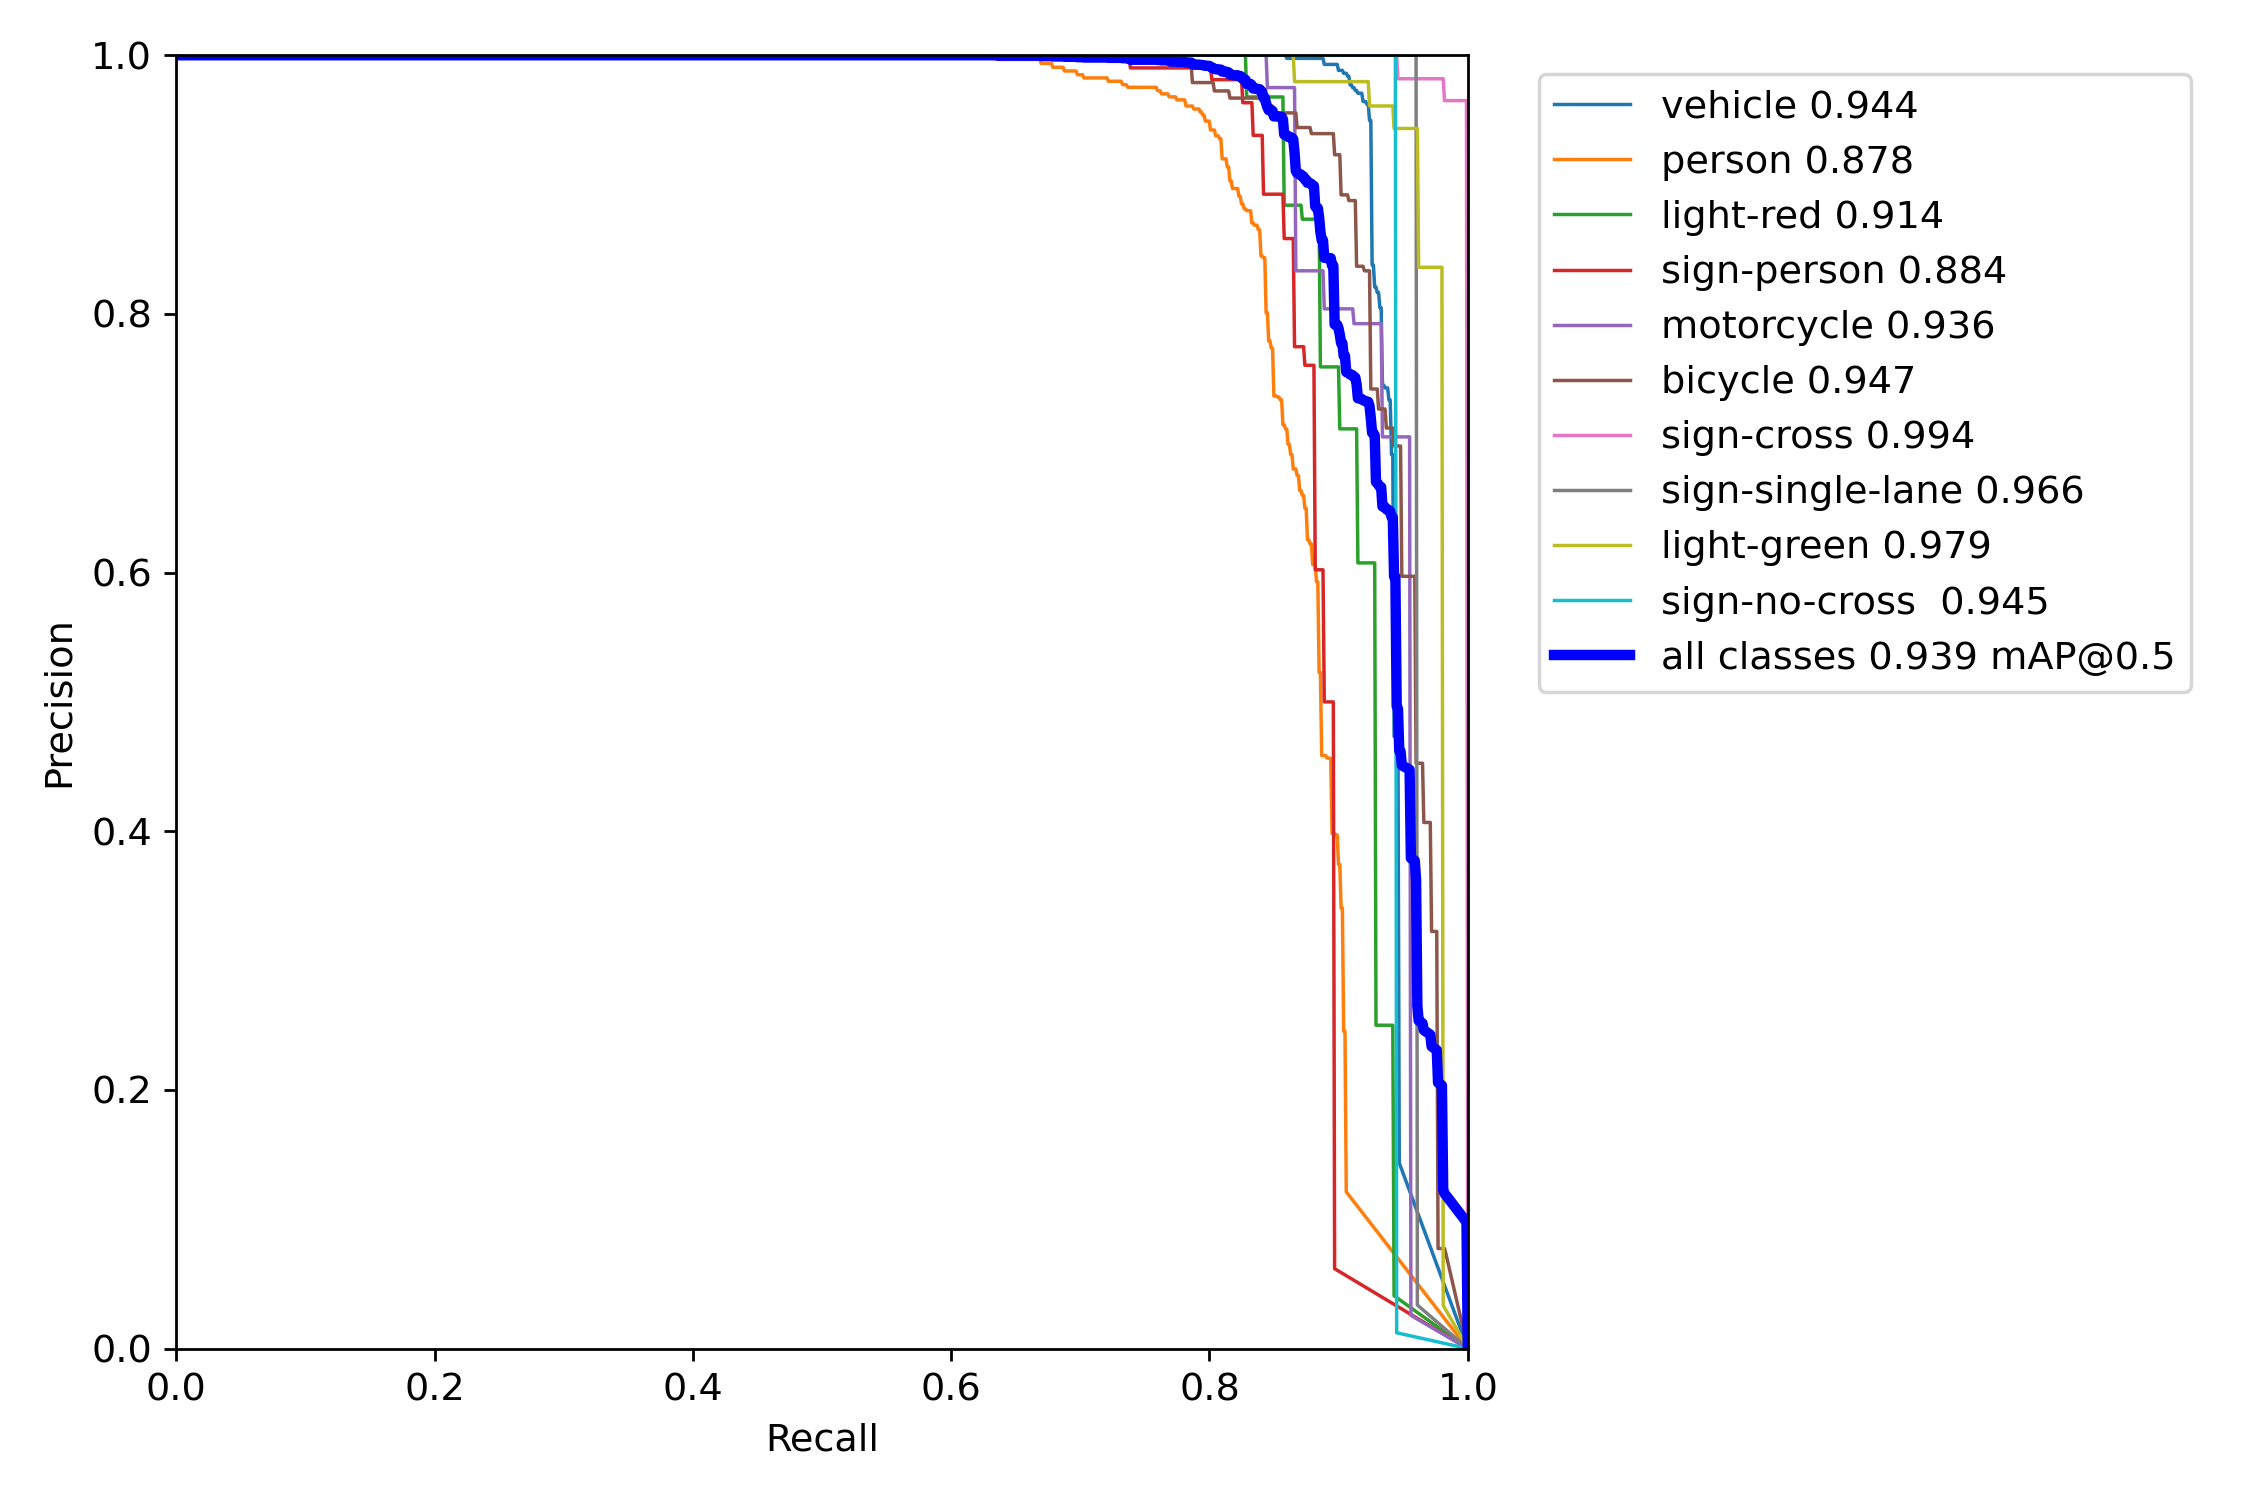 1.0
0.8
0.6
0.4
0.2
0.0
0.0 0.2 0.4 0.6 0.8 1.0
Precision
Recall
vehicle 0.944
person 0.878
light-red 0.914
sign-person 0.884
motorcycle 0.936
bicycle 0.947
sign-cross 0.994
sign-single-lane 0.966
light-green 0.979
sign-no-cross  0.945
all classes 0.939 mAP@0.5